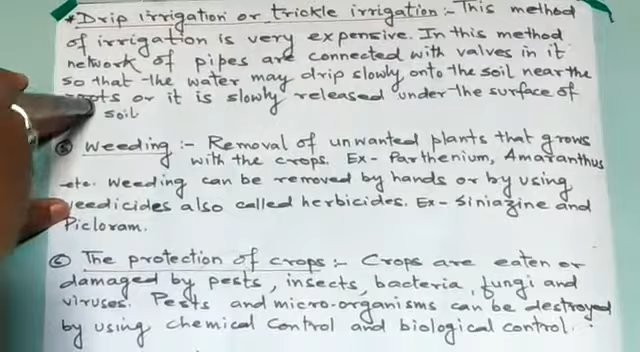 * Drip irrigation or trickle irrigation :- This method
of irrigation is very expensive. In this method
network of pipes are connected with valves in it
so that the water may drip slowly onto the soil near the
roots or it is slowly released under the surface of
soil.
Weeding :- Removal of unwanted plants that grows
with the crops. Ex- Parthenium, Amaranthus
etc. Weeding can be removed by hands or by using
weedicides also called herbicides. Ex- Siniazine and
Picloram.
⑥ The protection of crops :- Crops are eaten or
damaged by pests, insects, bacteria, fungi and
viruses. Pests and micro-organisms can be destroyed
by using chemical control and biological control.